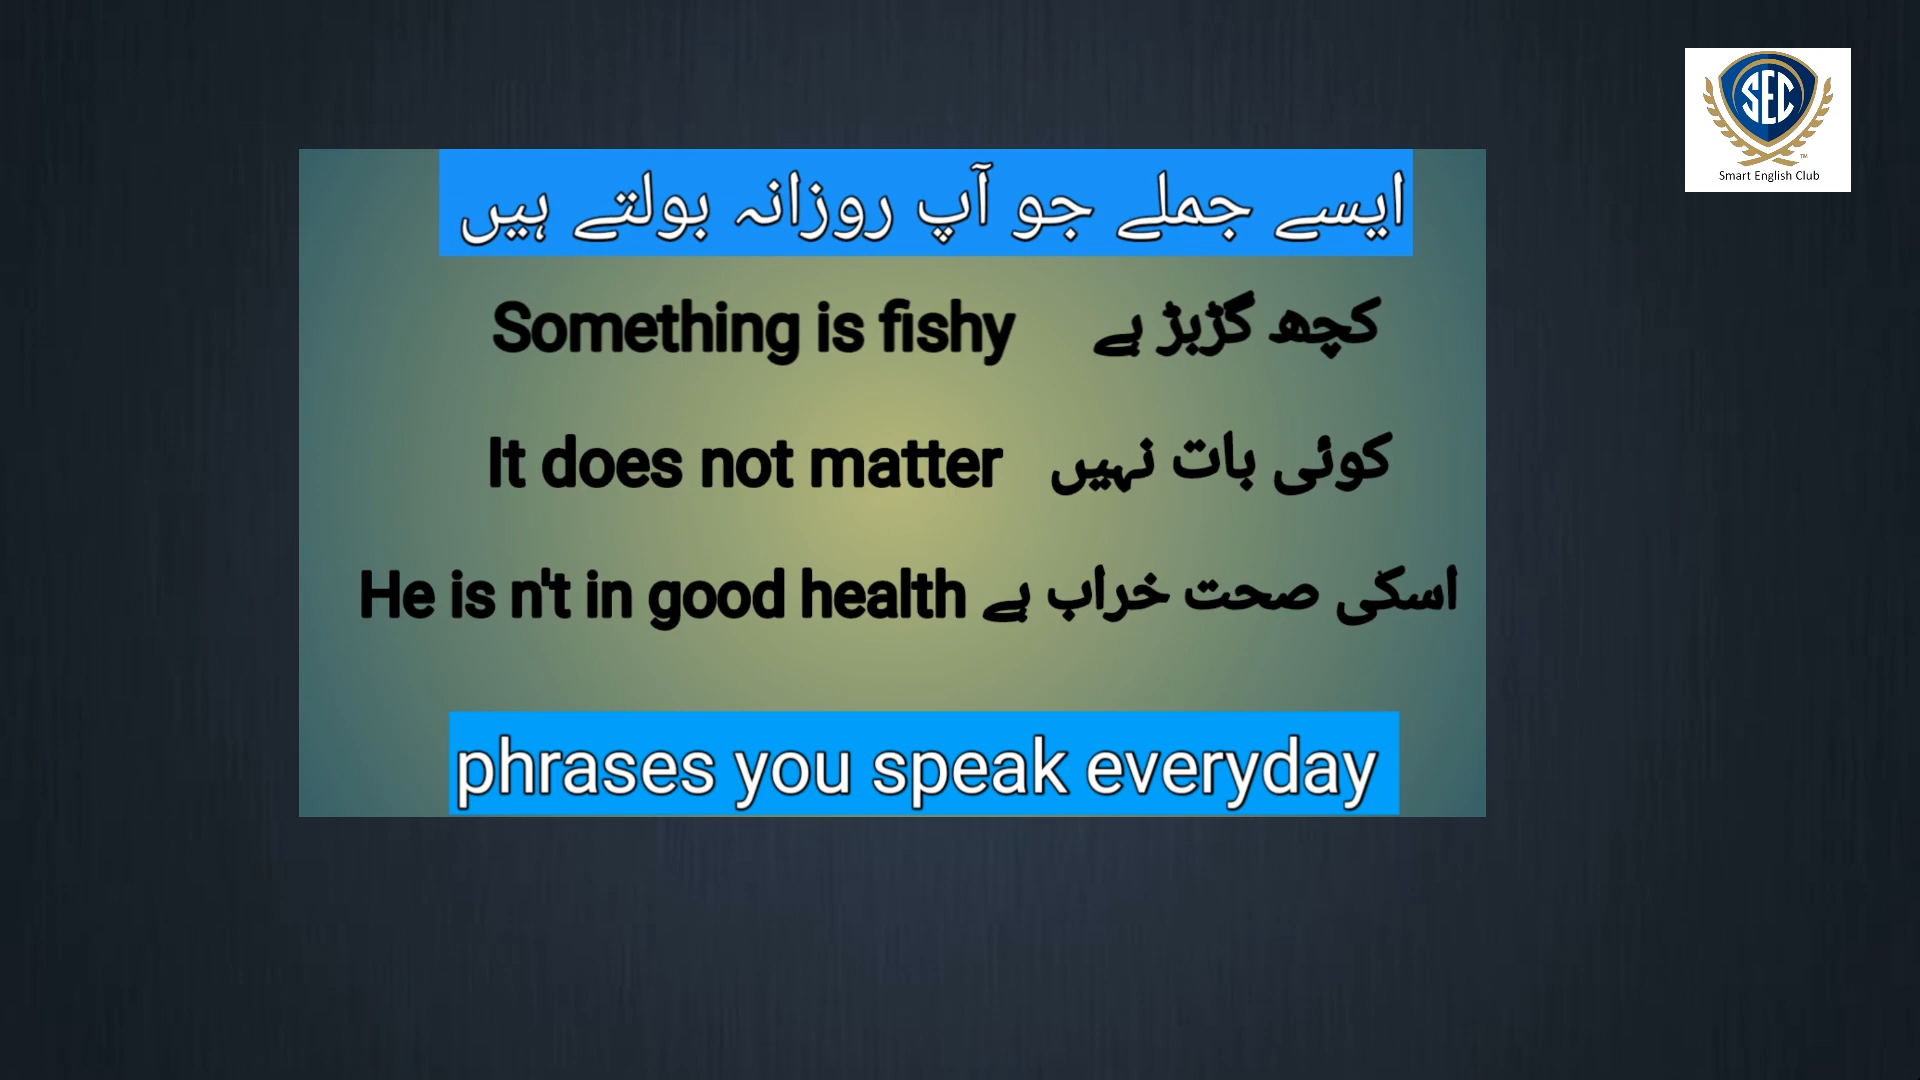 SEC
TM
Smart English Club
ایسے جملے جو آپ روزانہ بولتے ہیں
Something is fishy کچھ گڑبڑ ہے
It does not matter کوئی بات نہیں
He is n't in good health اسکی صحت خراب ہے
phrases you speak everyday